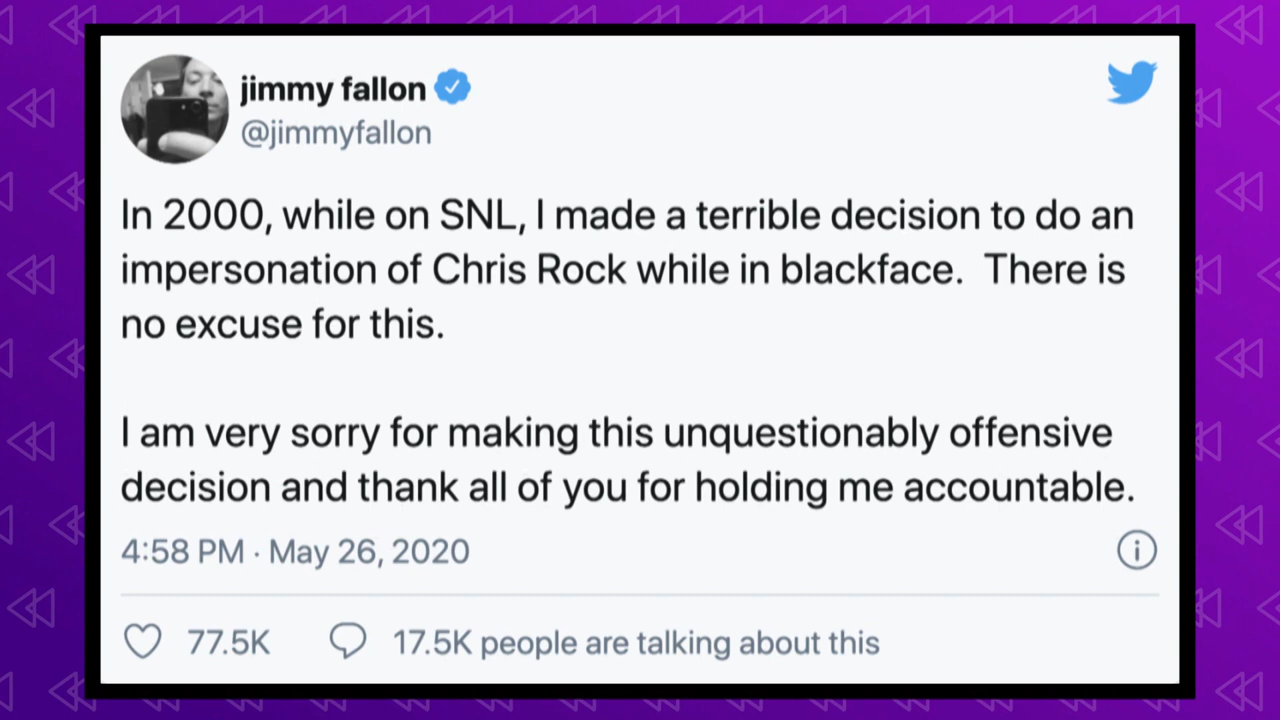 jimmy fallon
@jimmyfallon
In 2000, while on SNL, I made a terrible decision to do an
impersonation of Chris Rock while in blackface.  There is
no excuse for this.
I am very sorry for making this unquestionably offensive
decision and thank all of you for holding me accountable.
4:58 PM · May 26, 2020
77.5K 17.5K people are talking about this